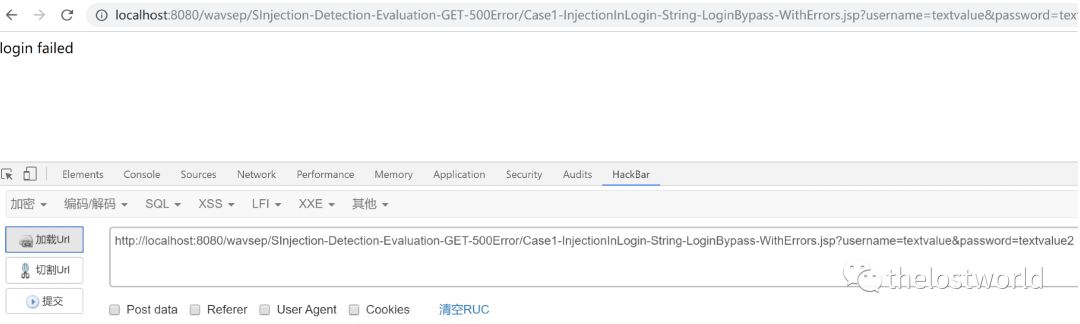 localhost:8080/wavsep/SInjection-Detection-Evaluation-GET-500Error/Case1-InjectionInLogin-String-LoginBypass-WithErrors.jsp?username=textvalue&password=tex
login failed
Elements Console Sources Network Performance Memory Application Security Audits HackBar
加密 编码/解码 SQL XSS LFI XXE 其他
加载Url
http://localhost:8080/wavsep/SInjection-Detection-Evaluation-GET-500Error/Case1-InjectionInLogin-String-LoginBypass-WithErrors.jsp?username=textvalue&password=textvalue2
切割Url
提交
thelostworld
Post data Referer User Agent Cookies 清空RUC